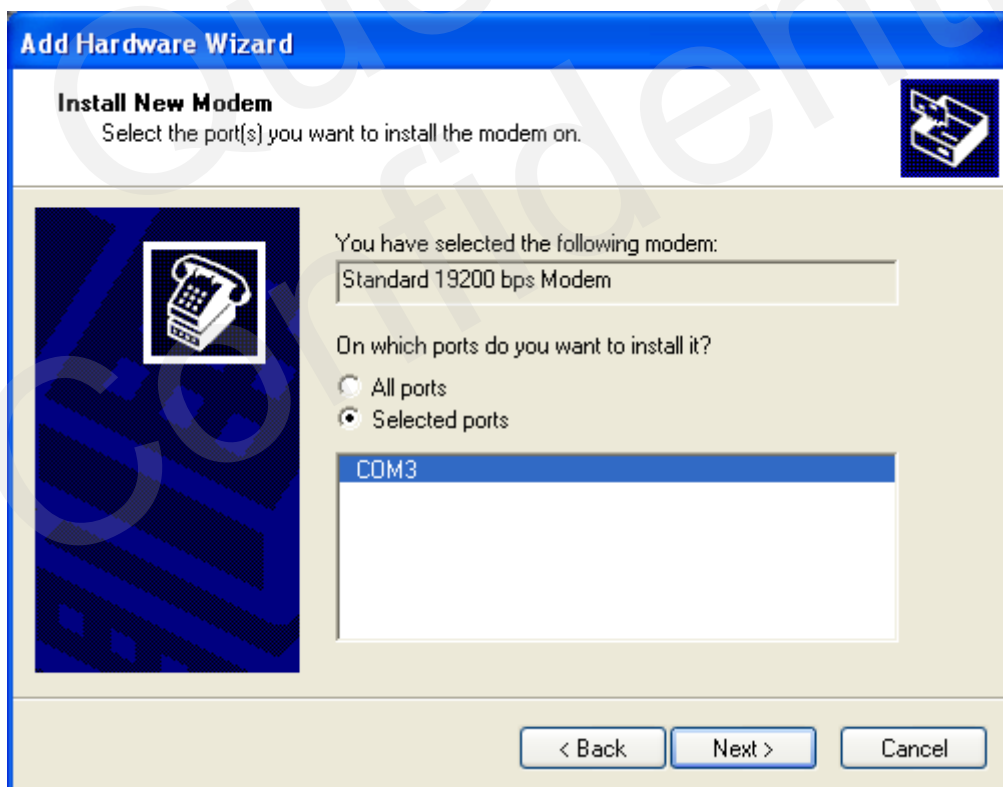 Add Hardware Wizard
Install New Modem
Select the port(s) you want to install the modem on.
You have selected the following modem:
Standard 19200 bps Modem
On which ports do you want to install it?
All ports
Selected ports
COM3
< Back
Next >
Cancel